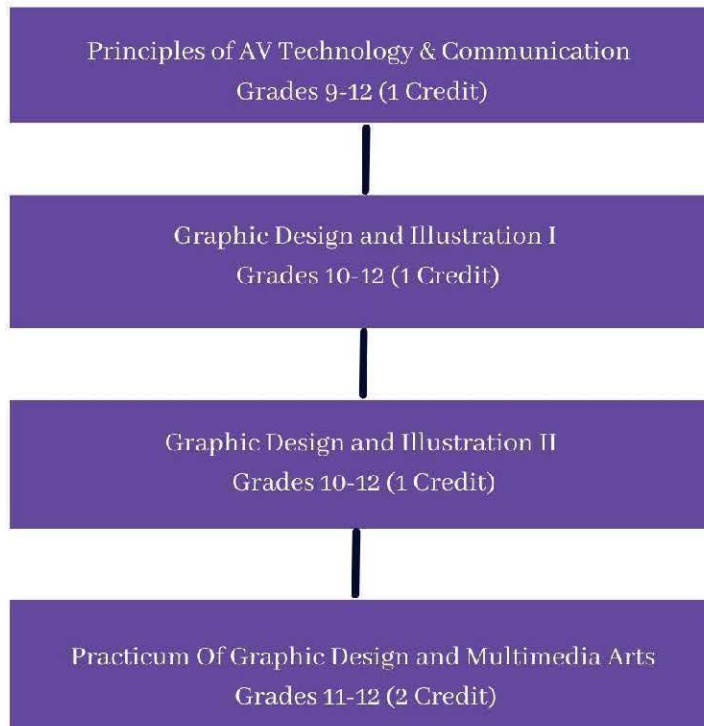 Principles of AV Technology & Communication
Grades 9-12 (1 Credit)
Graphic Design and Illustration I
Grades 10-12 (1 Credit)
Graphic Design and Illustration II
Grades 10-12 (1 Credit)
Practicum Of Graphic Design and Multimedia Arts
Grades 11-12 (2 Credit)